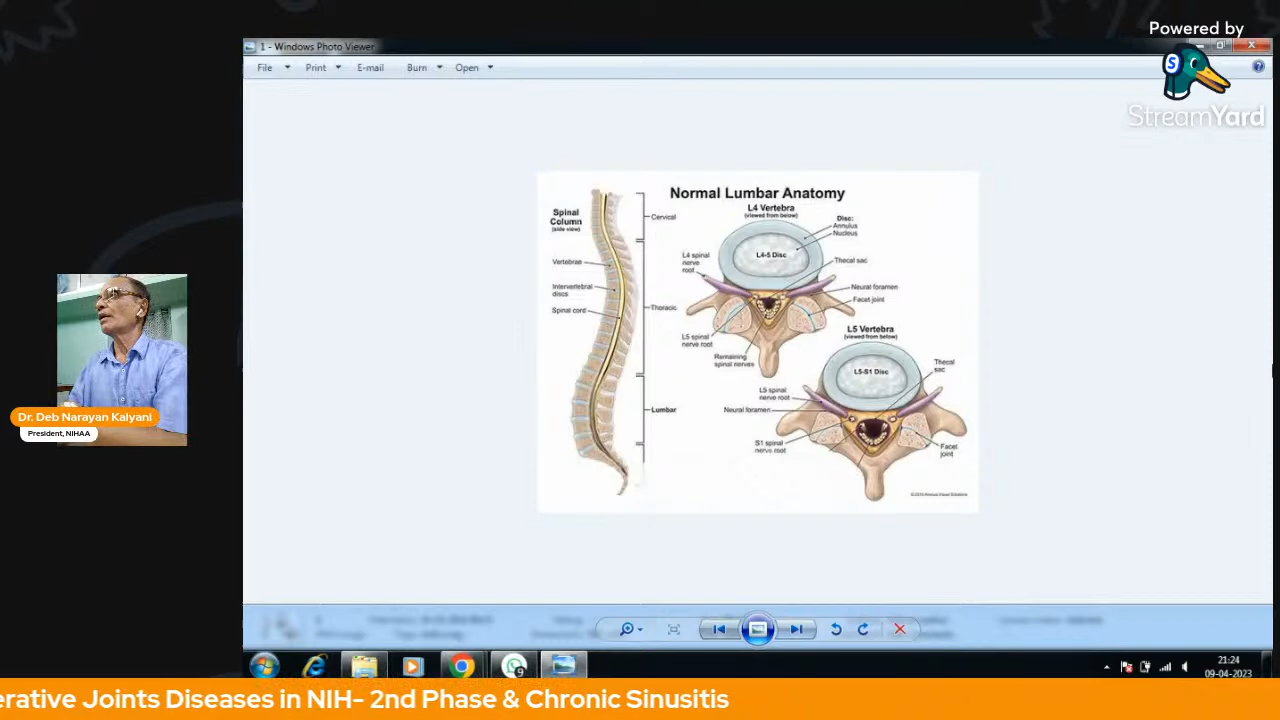 Powered by
StreamYard
1 - Windows Photo Viewer
File
Print
E-mail
Burn
Open
Normal Lumbar Anatomy
Spinal
Column
(side view)
Cervical
Vertebrae
Intervertebral
discs
Spinal cord
Thoracic
Lumbar
L4 Vertebra
(viewed from below)
Disc:
Annulus
Nucleus
L4-5 Disc
L4 spinal
nerve
root
Thecal sac
Neural foramen
Facet joint
L5 spinal
nerve root
Remaining
spinal nerves
L5 Vertebra
(viewed from below)
L5-S1 Disc
Thecal
sac
L5 spinal
nerve root
Neural foramen
S1 spinal
nerve root
Facet
joint
Dr. Deb Narayan Kalyani
President, NIHAA
21:24
09-04-2023
erative Joints Diseases in NIH- 2nd Phase & Chronic Sinusitis